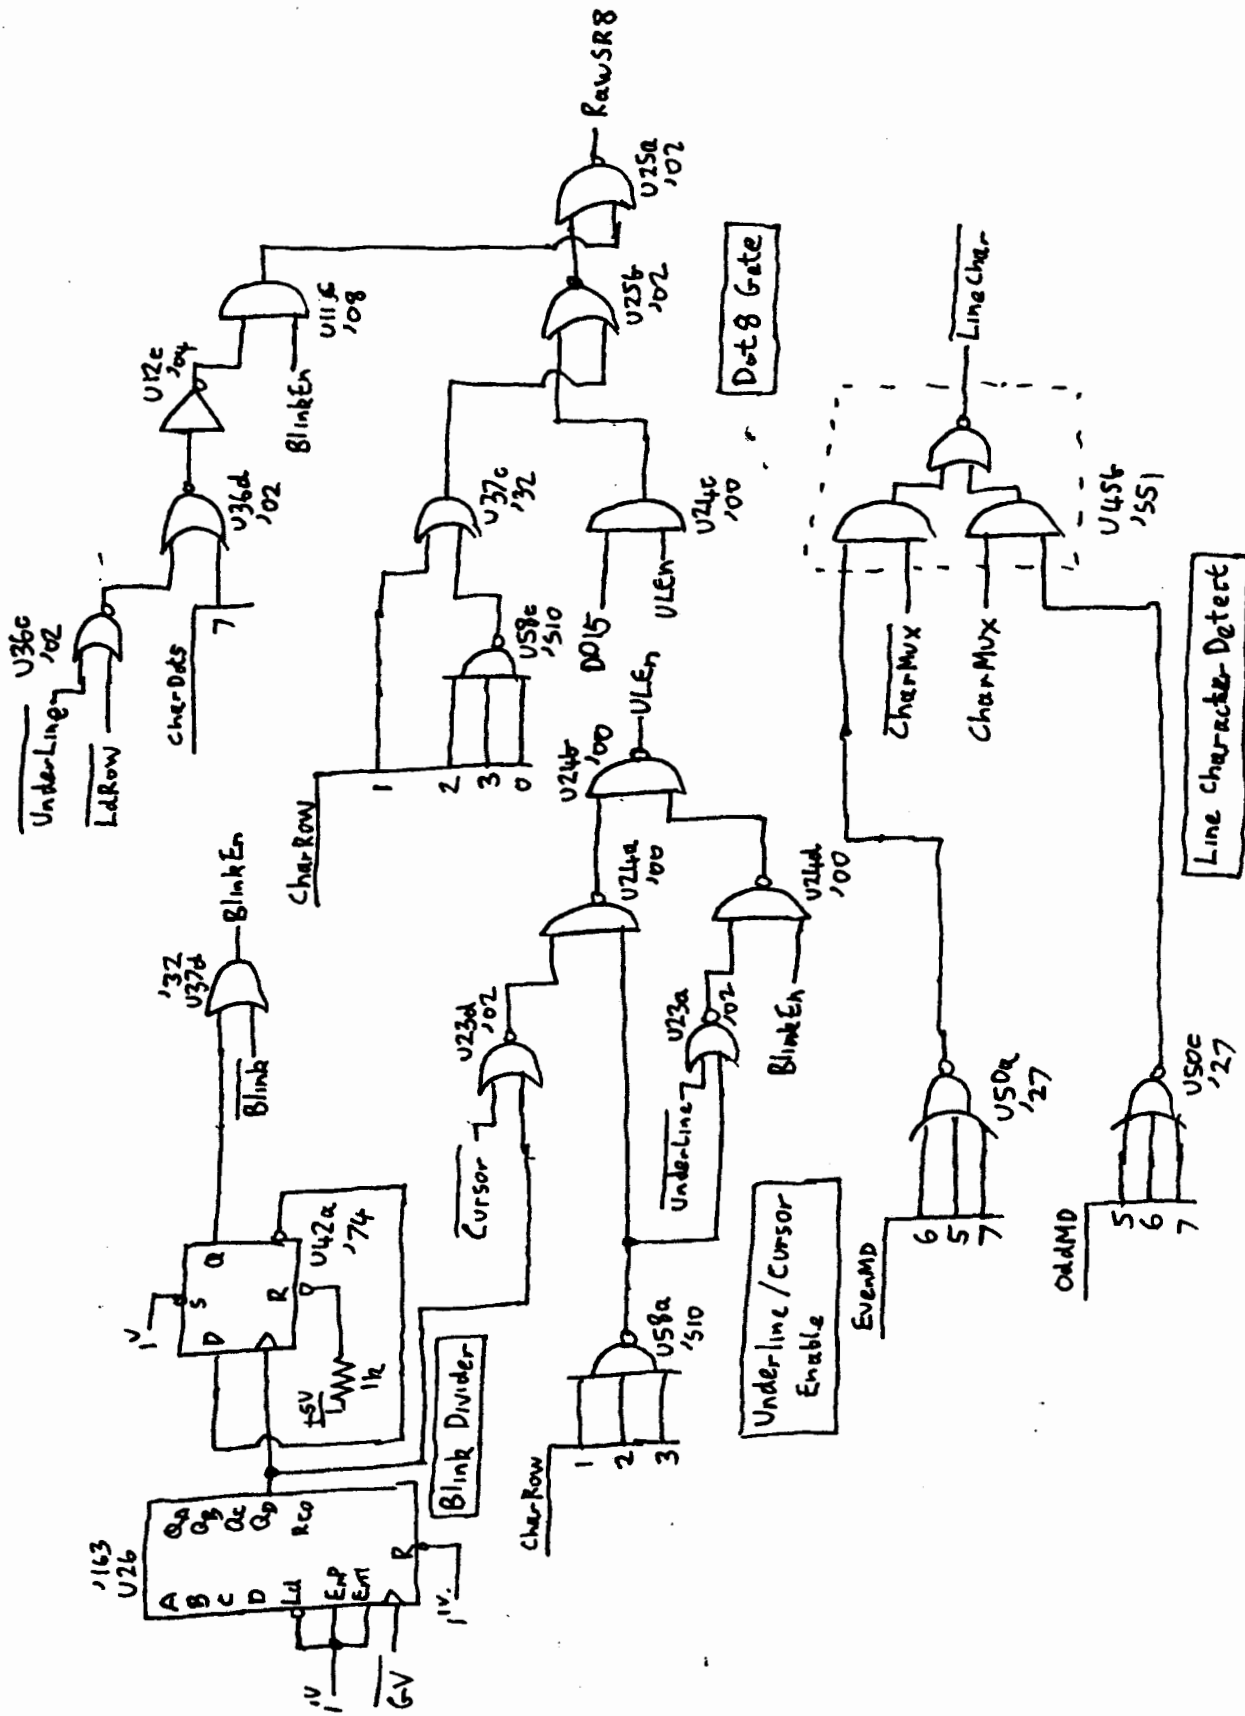 '163
U26
A
B
C
D
Ld
EnP
EnT
R
QA
QB
QC
QD
RCO
1V
GV
1V
1V
S
D
Q
R
U42a
'74
+5V
1k
Blink Divider
'32
U37d
Blink
BlinkEn
UnderLine
LdRow
U36c
'02
CharDots
7
U36d
'02
U12e
'04
BlinkEn
U11c
'08
CharRow
1
2
3
0
U58c
'S10
U37c
'32
DO15
ULEn
U24c
'00
U25b
'02
U25a
'02
RawSR8
Dot 8 Gate
Cursor
U23d
'02
CharRow
1
2
3
U58a
'S10
UnderLine
U23a
'02
BlinkEn
U24a
'00
U24d
'00
U24b
'00
ULEn
Underline/Cursor
Enable
EvenMD
6
5
7
U50a
'27
OddMD
5
6
7
U50c
'27
CharMux
CharMux
U45b
'S51
LineChar
Line Character Detect